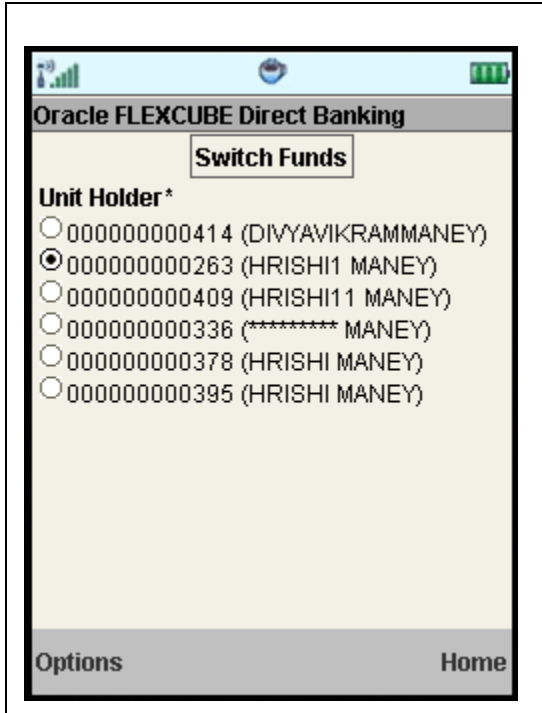 Oracle FLEXCUBE Direct Banking
Switch Funds
Unit Holder*
000000000414 (DIVYAVIKRAMMANEY)
000000000263 (HRISHI1 MANEY)
000000000409 (HRISHI11 MANEY)
000000000336 (********* MANEY)
000000000378 (HRISHI MANEY)
000000000395 (HRISHI MANEY)
Options Home